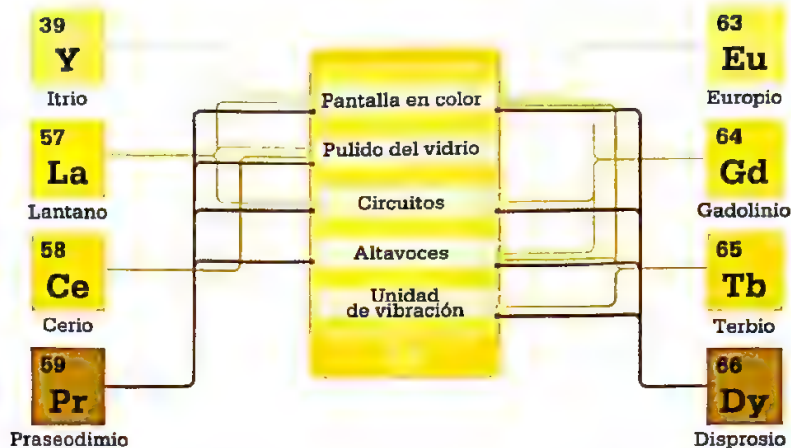 39
Y
Itrio
57
La
Lantano
58
Ce
Cerio
59
Pr
Praseodimio
Pantalla en color
Pulido del vidrio
Circuitos
Altavoces
Unidad
de vibración
63
Eu
Europio
64
Gd
Gadolinio
65
Tb
Terbio
66
Dy
Disprosio